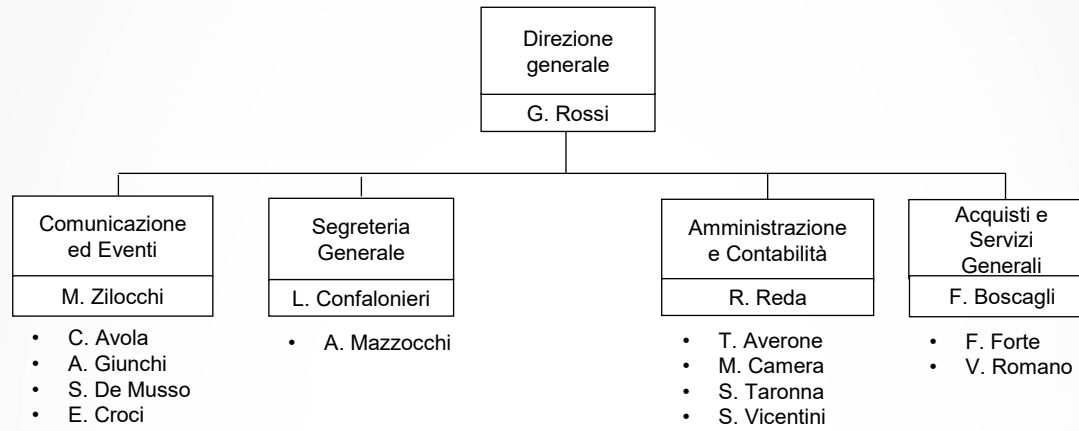 Direzione
generale
G. Rossi
Comunicazione
ed Eventi
M. Zilocchi
• C. Avola
• A. Giunchi
• S. De Musso
• E. Croci
Segreteria
Generale
L. Confalonieri
• A. Mazzocchi
Amministrazione
e Contabilità
R. Reda
• T. Averone
• M. Camera
• S. Taronna
• S. Vicentini
Acquisti e
Servizi
Generali
F. Boscagli
• F. Forte
• V. Romano